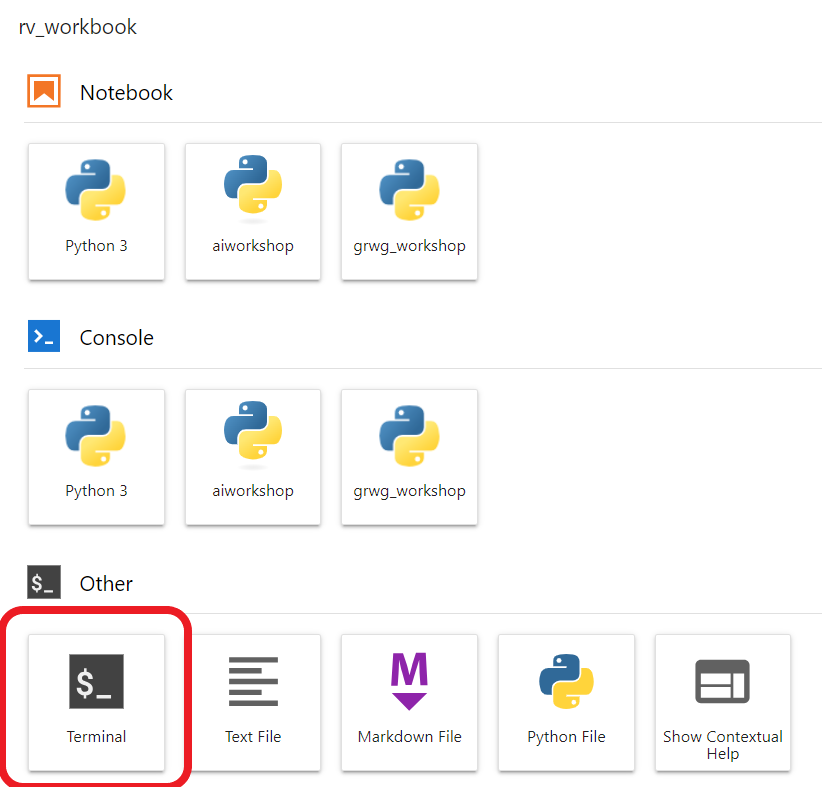 rv_workbook
Notebook
Python 3
aiworkshop
grwg_workshop
>_
Console
Python 3
aiworkshop
grwg_workshop
$_
Other
$_
M
Terminal
Text File
Markdown File
Python File
Show Contextual
Help